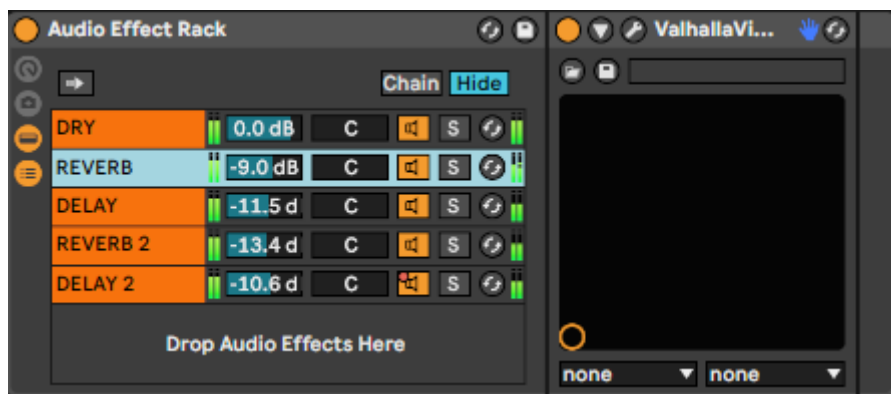 Audio Effect Rack
ValhallaVi...
Chain Hide
DRY 0.0 dB C S
REVERB -9.0 dB C S
DELAY -11.5 d C S
REVERB 2 -13.4 d C S
DELAY 2 -10.6 d C S
Drop Audio Effects Here
none none